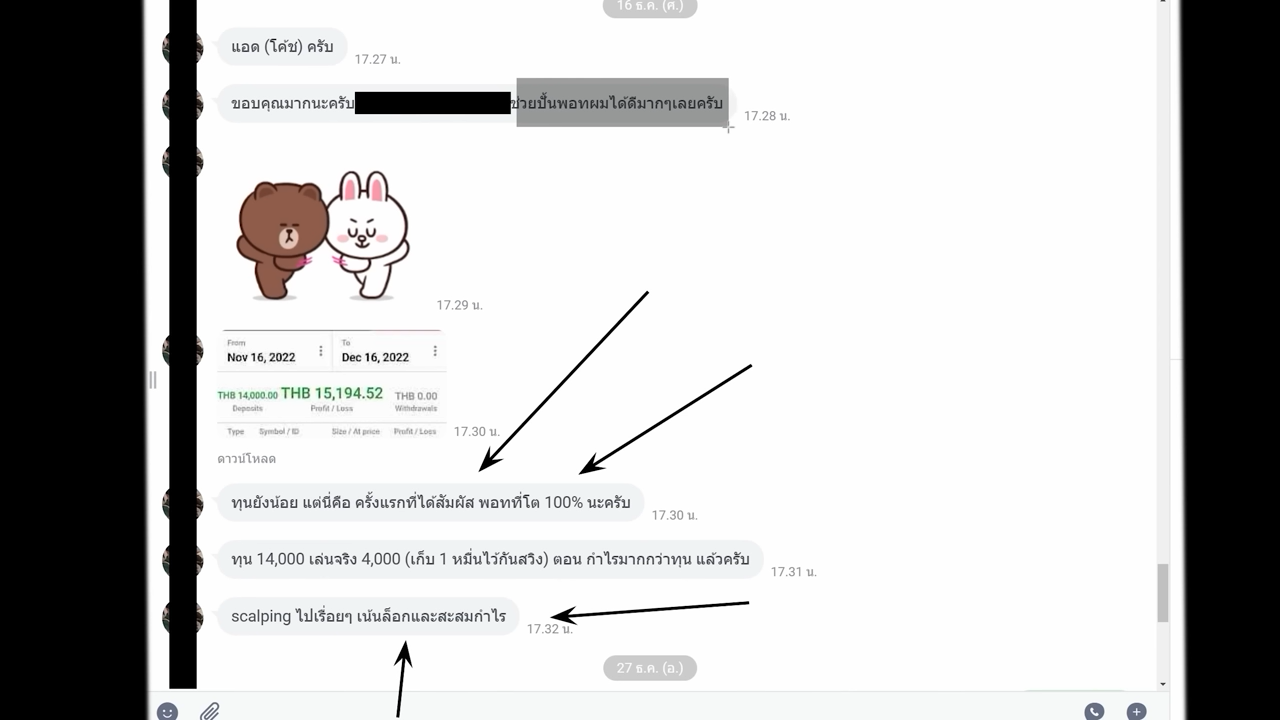 16 ธ.ค. (ศ.)
แอด (โค้ช) ครับ
17.27 น.
ขอบคุณมากนะครับ ช่วยปั้นพอทผมได้ดีมากๆเลยครับ
17.28 น.
17.29 น.
From
To
Nov 16, 2022
Dec 16, 2022
THB 14,000.00 THB 15,194.52 THB 0.00
Deposits Profit / Loss Withdrawals
Type Symbol / ID Size / At price Profit / Loss
17.30 น.
ดาวน์โหลด
ทุนยังน้อย แต่นี่คือ ครั้งแรกที่ได้สัมผัส พอทที่โต 100% นะครับ
17.30 น.
ทุน 14,000 เล่นจริง 4,000 (เก็บ 1 หมื่นไว้กันสวิง) ตอน กำไรมากกว่าทุน แล้วครับ
17.31 น.
scalping ไปเรื่อยๆ เน้นล็อกและสะสมกำไร
17.32 น.
27 ธ.ค. (อ.)